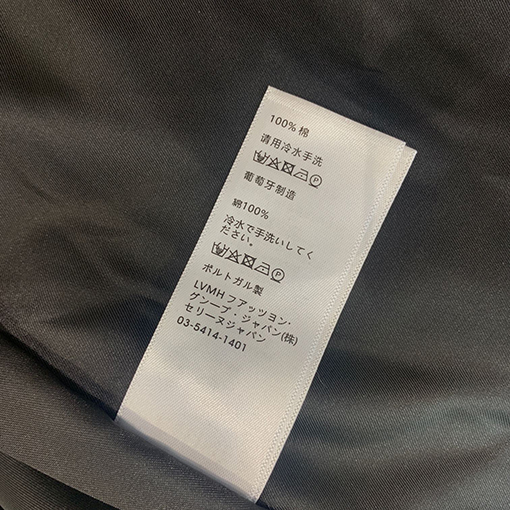 100% 棉
请用冷水手洗
葡萄牙制造
綿100%
冷水で手洗いしてく
ださい。
ポルトガル製
LVMH ファッツョン・
グンープ・ジャパン(株)
セリーヌジャパン
03-5414-1401